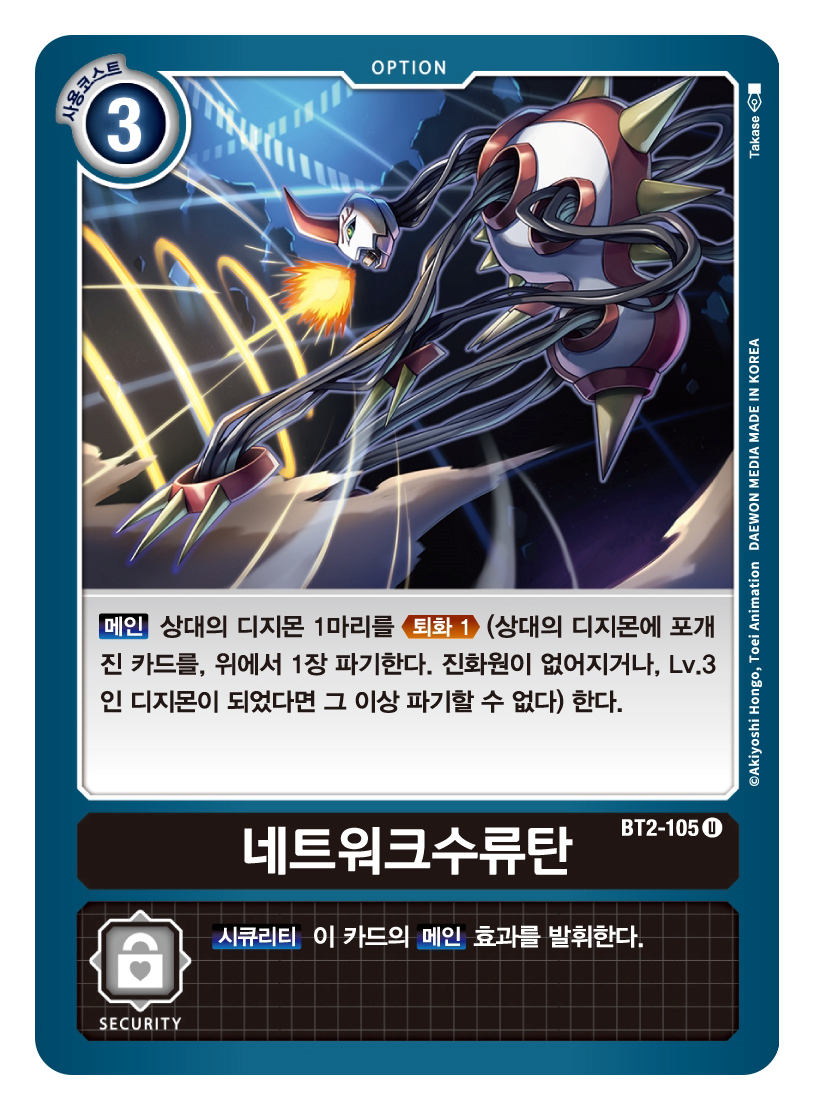 OPTION
사용코스트
3
Takase
메인 상대의 디지몬 1마리를 퇴화 1 (상대의 디지몬에 포개
진 카드를, 위에서 1장 파기한다. 진화원이 없어지거나, Lv.3
인 디지몬이 되었다면 그 이상 파기할 수 없다) 한다.
©Akiyoshi Hongo, Toei Animation DAEWON MEDIA MADE IN KOREA
BT2-105 U
네트워크수류탄
시큐리티 이 카드의 메인 효과를 발휘한다.
SECURITY